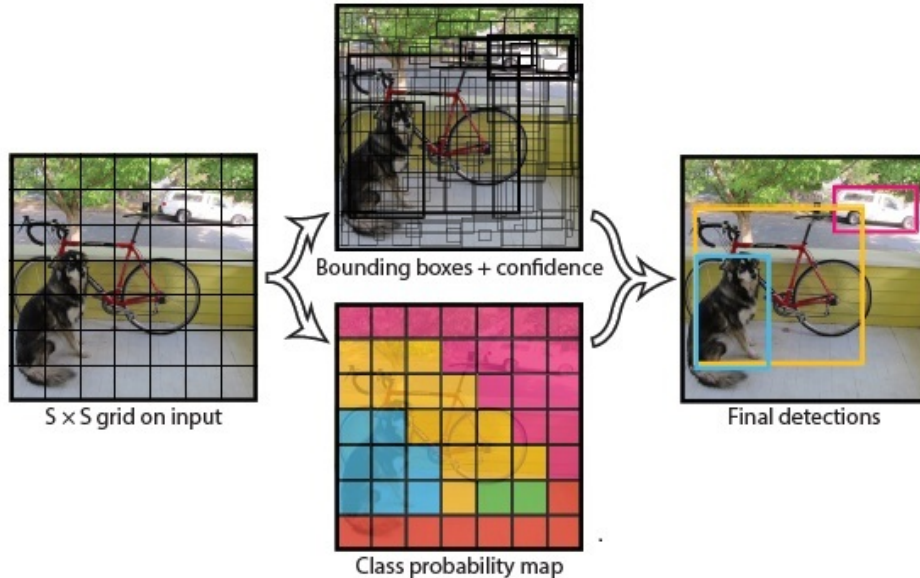 Bounding boxes + confidence
S × S grid on input
Final detections
Class probability map
.